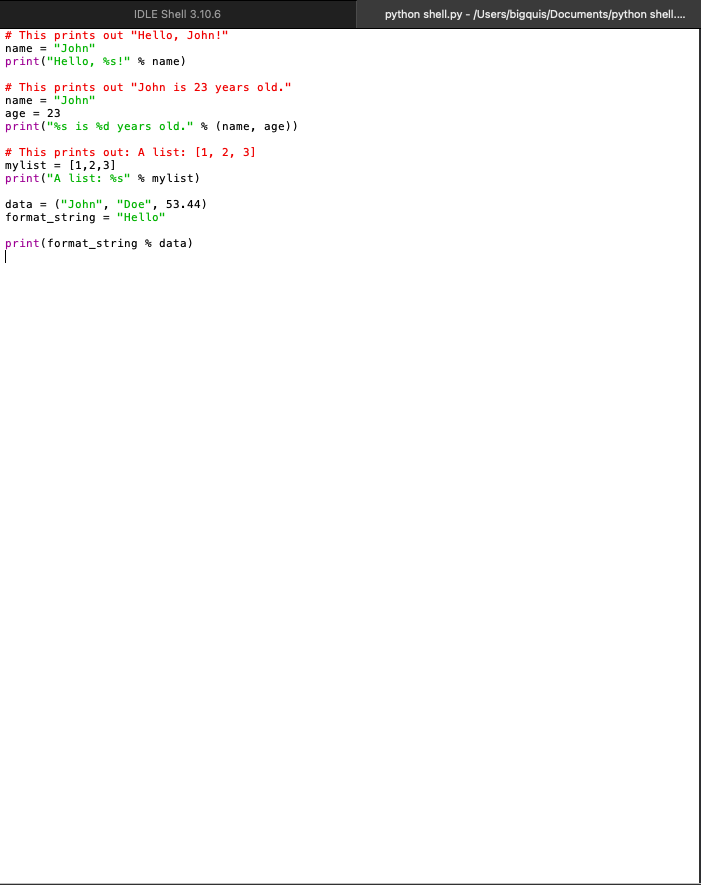 IDLE Shell 3.10.6
python shell.py - /Users/bigquis/Documents/python shell....
# This prints out "Hello, John!"
name = "John"
print("Hello, %s!" % name)
# This prints out "John is 23 years old."
name = "John"
age = 23
print("%s is %d years old." % (name, age))
# This prints out: A list: [1, 2, 3]
mylist = [1,2,3]
print("A list: %s" % mylist)
data = ("John", "Doe", 53.44)
format_string = "Hello"
print(format_string % data)